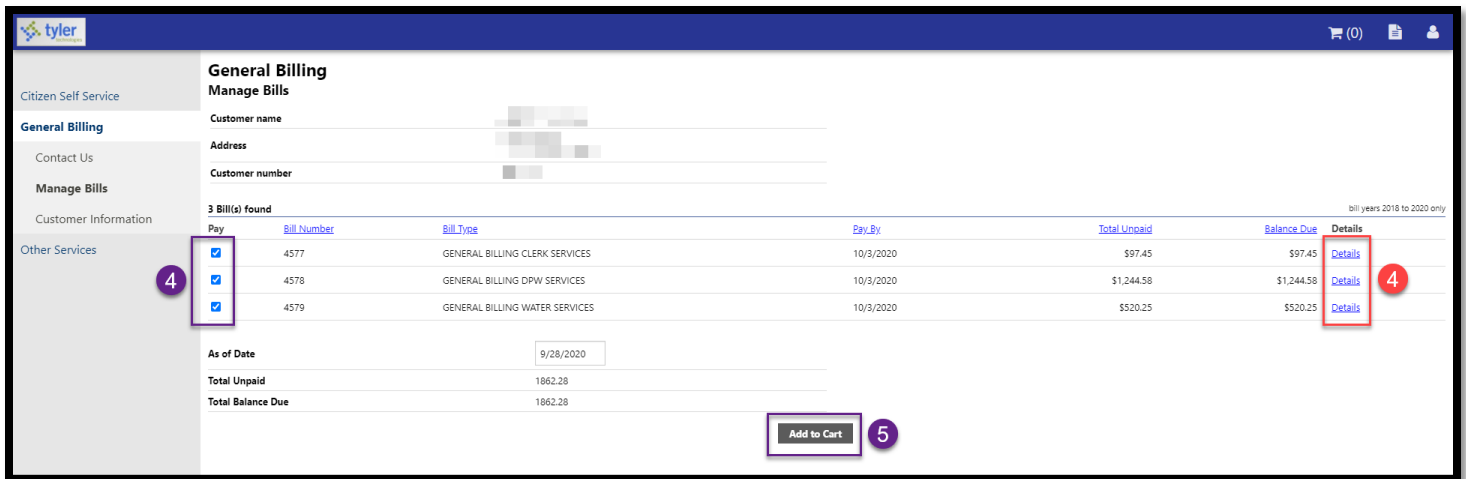 tyler
technologies
(0)
Citizen Self Service
General Billing
Contact Us
Manage Bills
Customer Information
Other Services
General Billing
Manage Bills
Customer name
Address
Customer number
3 Bill(s) found bill years 2018 to 2020 only
Pay Bill Number Bill Type Pay By Total Unpaid Balance Due Details
4577 GENERAL BILLING CLERK SERVICES 10/3/2020 $97.45 $97.45 Details
4 4578 GENERAL BILLING DPW SERVICES 10/3/2020 $1,244.58 $1,244.58 Details 4
4579 GENERAL BILLING WATER SERVICES 10/3/2020 $520.25 $520.25 Details
As of Date 9/28/2020
Total Unpaid 1862.28
Total Balance Due 1862.28
Add to Cart 5